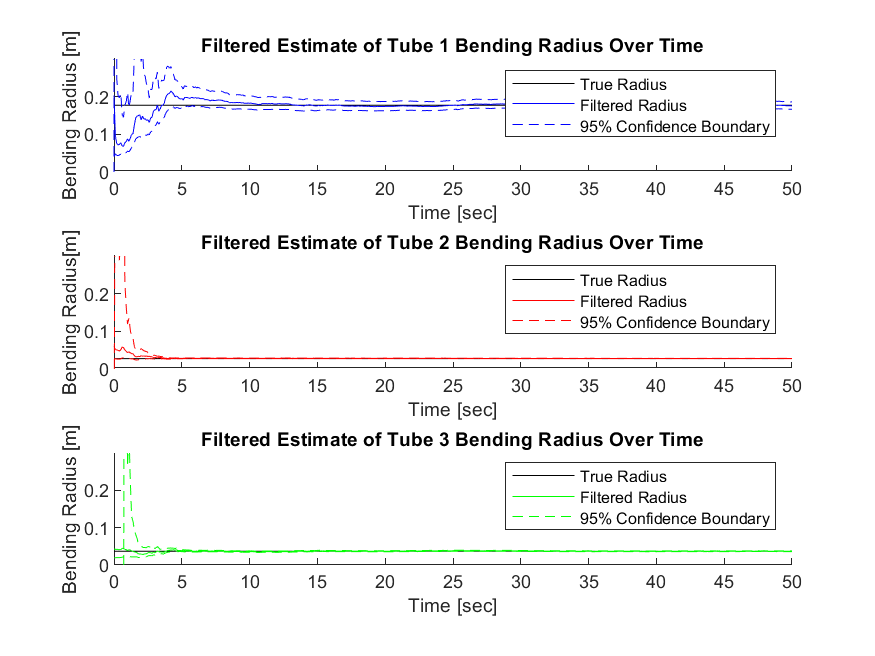 Filtered Estimate of Tube 1 Bending Radius Over Time
Bending Radius [m]
0.2
0.1
0
True Radius
Filtered Radius
95% Confidence Boundary
0 5 10 15 20 25 30 35 40 45 50
Time [sec]
Filtered Estimate of Tube 2 Bending Radius Over Time
Bending Radius[m]
0.2
0.1
0
True Radius
Filtered Radius
95% Confidence Boundary
0 5 10 15 20 25 30 35 40 45 50
Time [sec]
Filtered Estimate of Tube 3 Bending Radius Over Time
Bending Radius [m]
0.2
0.1
0
True Radius
Filtered Radius
95% Confidence Boundary
0 5 10 15 20 25 30 35 40 45 50
Time [sec]